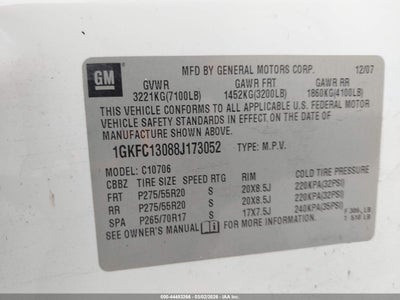 GM
MFD BY GENERAL MOTORS CORP. 12/07
GVWR GAWR FRT GAWR RR
3221KG(7100LB) 1452KG(3200LB) 1860KG(4100LB)
THIS VEHICLE CONFORMS TO ALL APPLICABLE U.S. FEDERAL MOTOR
VEHICLE SAFETY STANDARDS IN EFFECT ON THE DATE OF
MANUFACTURE SHOWN ABOVE.
1GKFC13088J173052 TYPE: M.P.V.
MODEL: C10706
CBBZ TIRE SIZE SPEED RTG RIM COLD TIRE PRESSURE
FRT P275/55R20 S 20X8.5J 220KPA(32PSI)
RR P275/55R20 S 20X8.5J 220KPA(32PSI)
SPA P265/70R17 S 17X7.5J 240KPA(35PSI)
SEE OWNER'S MANUAL FOR MORE INFORMATION.